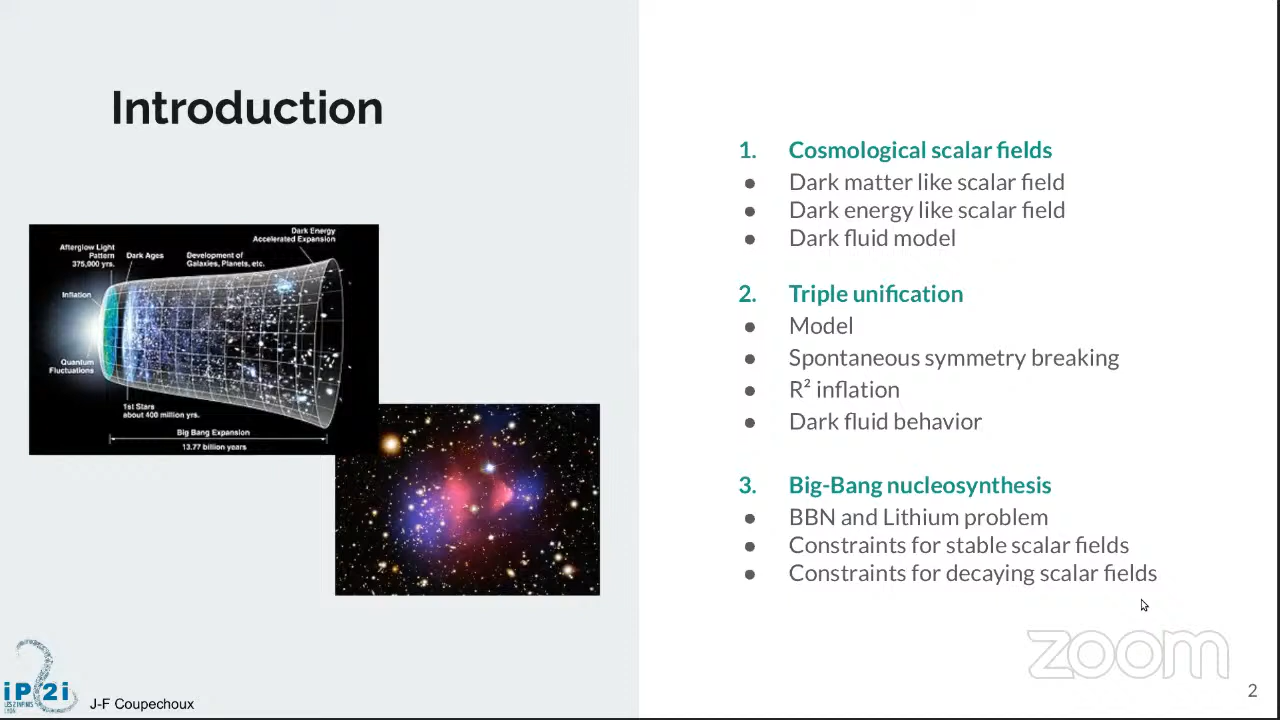 Introduction
Dark Energy
Accelerated Expansion
Afterglow Light
Pattern
375,000 yrs.
Dark Ages
Development of
Galaxies, Planets, etc.
Inflation
Quantum
Fluctuations
1st Stars
about 400 million yrs.
Big Bang Expansion
13.77 billion years
1. Cosmological scalar fields
● Dark matter like scalar field
● Dark energy like scalar field
● Dark fluid model
2. Triple unification
● Model
● Spontaneous symmetry breaking
● R² inflation
● Dark fluid behavior
3. Big-Bang nucleosynthesis
● BBN and Lithium problem
● Constraints for stable scalar fields
● Constraints for decaying scalar fields
zoom
iP2i
LES 2 INFINIS
LYON
J-F Coupechoux
2